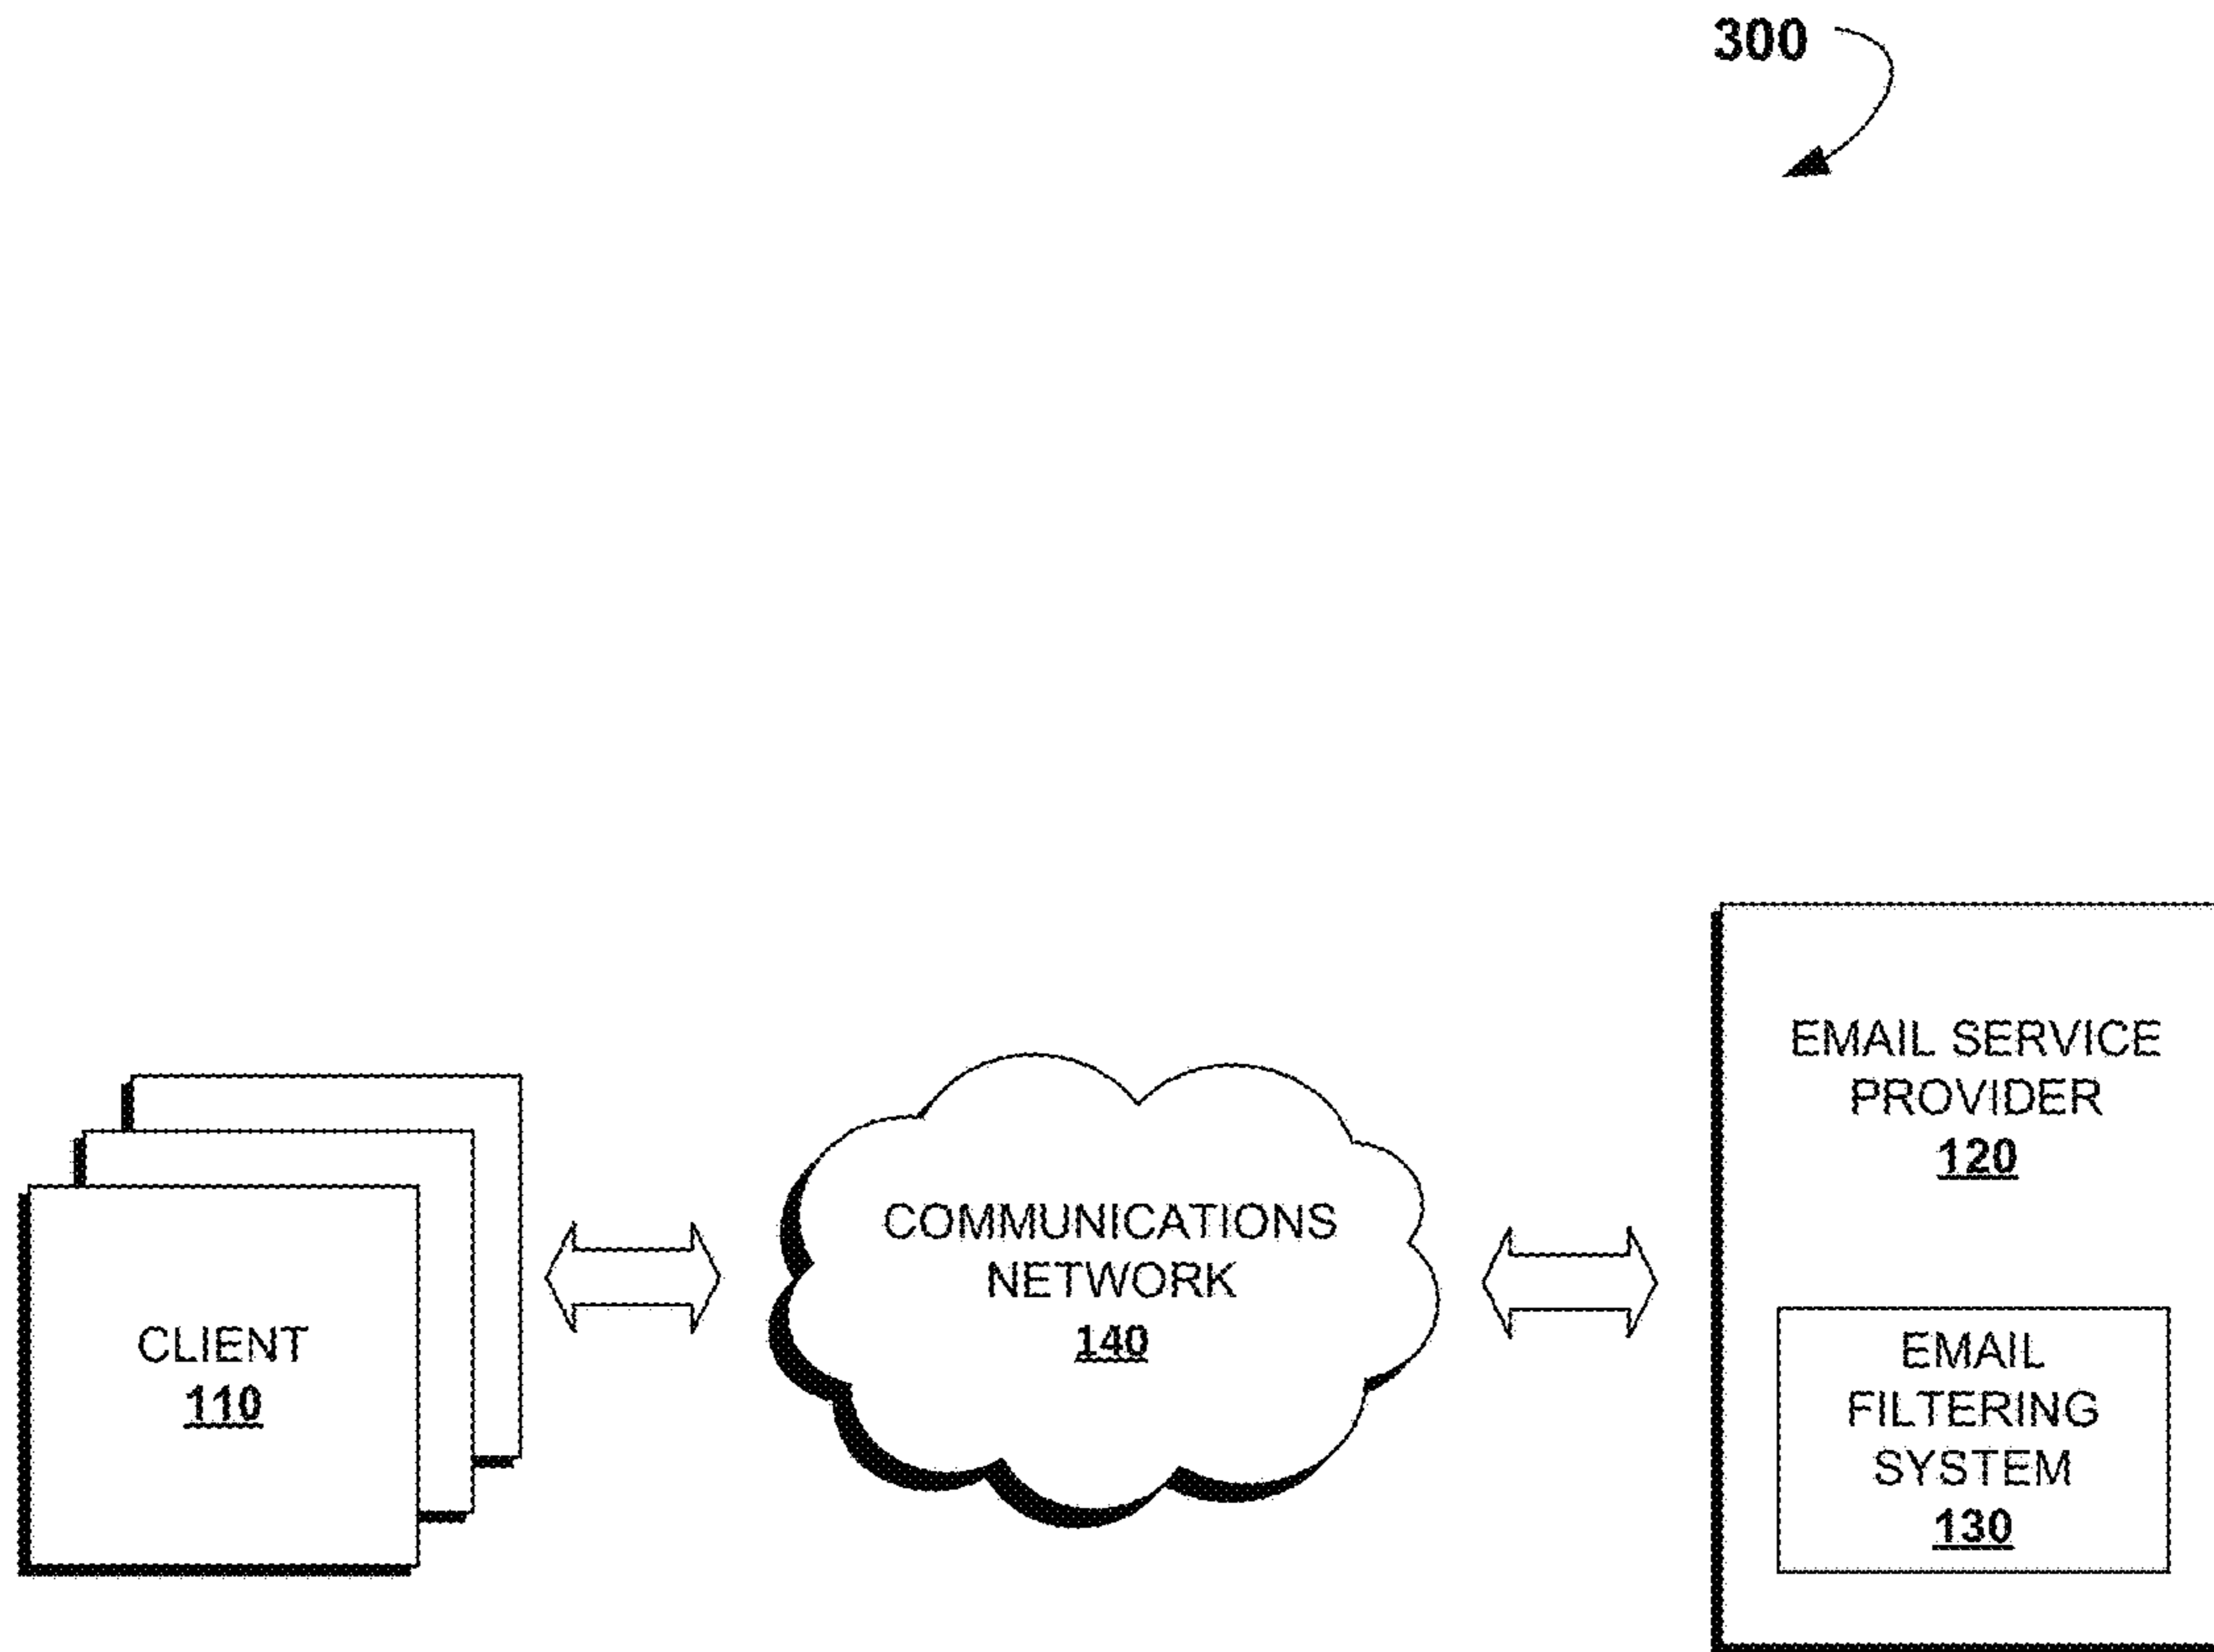 300
EMAIL SERVICE
PROVIDER
120
COMMUNICATIONS
NETWORK
140
CLIENT
110
EMAIL
FILTERING
SYSTEM
130